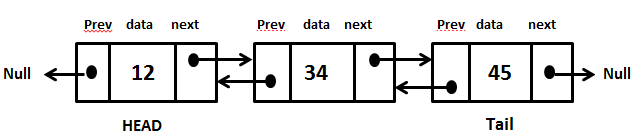 Prev data next Prev data next Prev data next
Null 12 34 45 Null
HEAD Tail